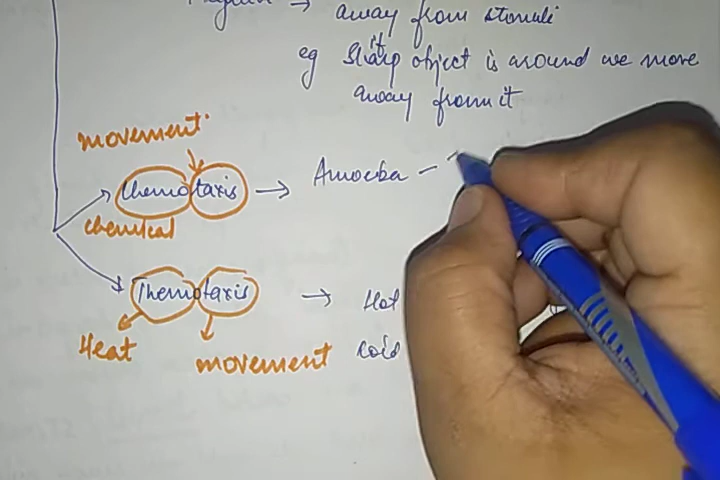 away from stimuli
eg Sharp object is around we move
away from it
movement
Chemotaxis → Amoeba –
chemical
Themotaxis → Hot
Heat movement Cold